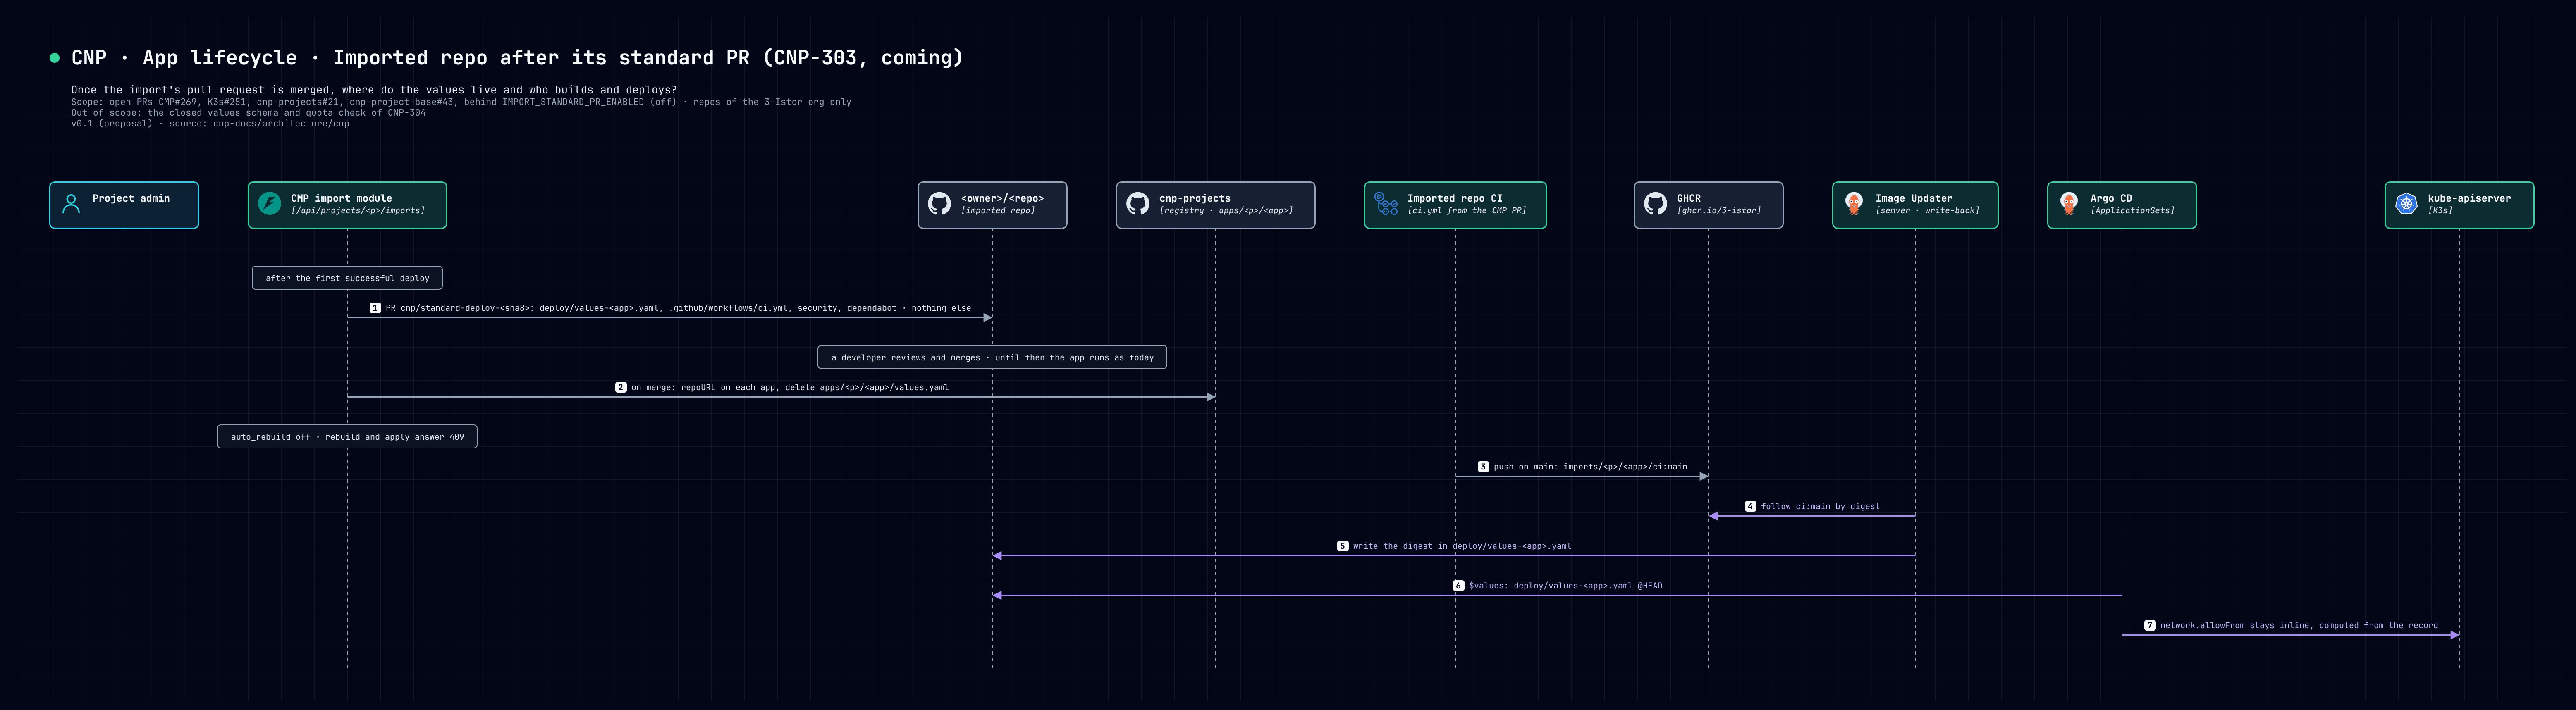 CNP · App lifecycle · Imported repo after its standard PR (CNP-303, coming)
Once the import's pull request is merged, where do the values live and who builds and deploys?
Scope: open PRs CMP#269, K3s#251, cnp-projects#21, cnp-project-base#43, behind IMPORT_STANDARD_PR_ENABLED (off) · repos of the 3-Istor org only
Out of scope: the closed values schema and quota check of CNP-304
v0.1 (proposal) · source: cnp-docs/architecture/cnp
Project admin
CMP import module
[/api/projects/<p>/imports]
<owner>/<repo>
[imported repo]
cnp-projects
[registry · apps/<p>/<app>]
Imported repo CI
[ci.yml from the CMP PR]
GHCR
[ghcr.io/3-istor]
Image Updater
[semver · write-back]
Argo CD
[ApplicationSets]
kube-apiserver
[K3s]
after the first successful deploy
1 PR cnp/standard-deploy-<sha8>: deploy/values-<app>.yaml, .github/workflows/ci.yml, security, dependabot · nothing else
a developer reviews and merges · until then the app runs as today
2 on merge: repoURL on each app, delete apps/<p>/<app>/values.yaml
auto_rebuild off · rebuild and apply answer 409
3 push on main: imports/<p>/<app>/ci:main
4 follow ci:main by digest
5 write the digest in deploy/values-<app>.yaml
6 $values: deploy/values-<app>.yaml @HEAD
7 network.allowFrom stays inline, computed from the record